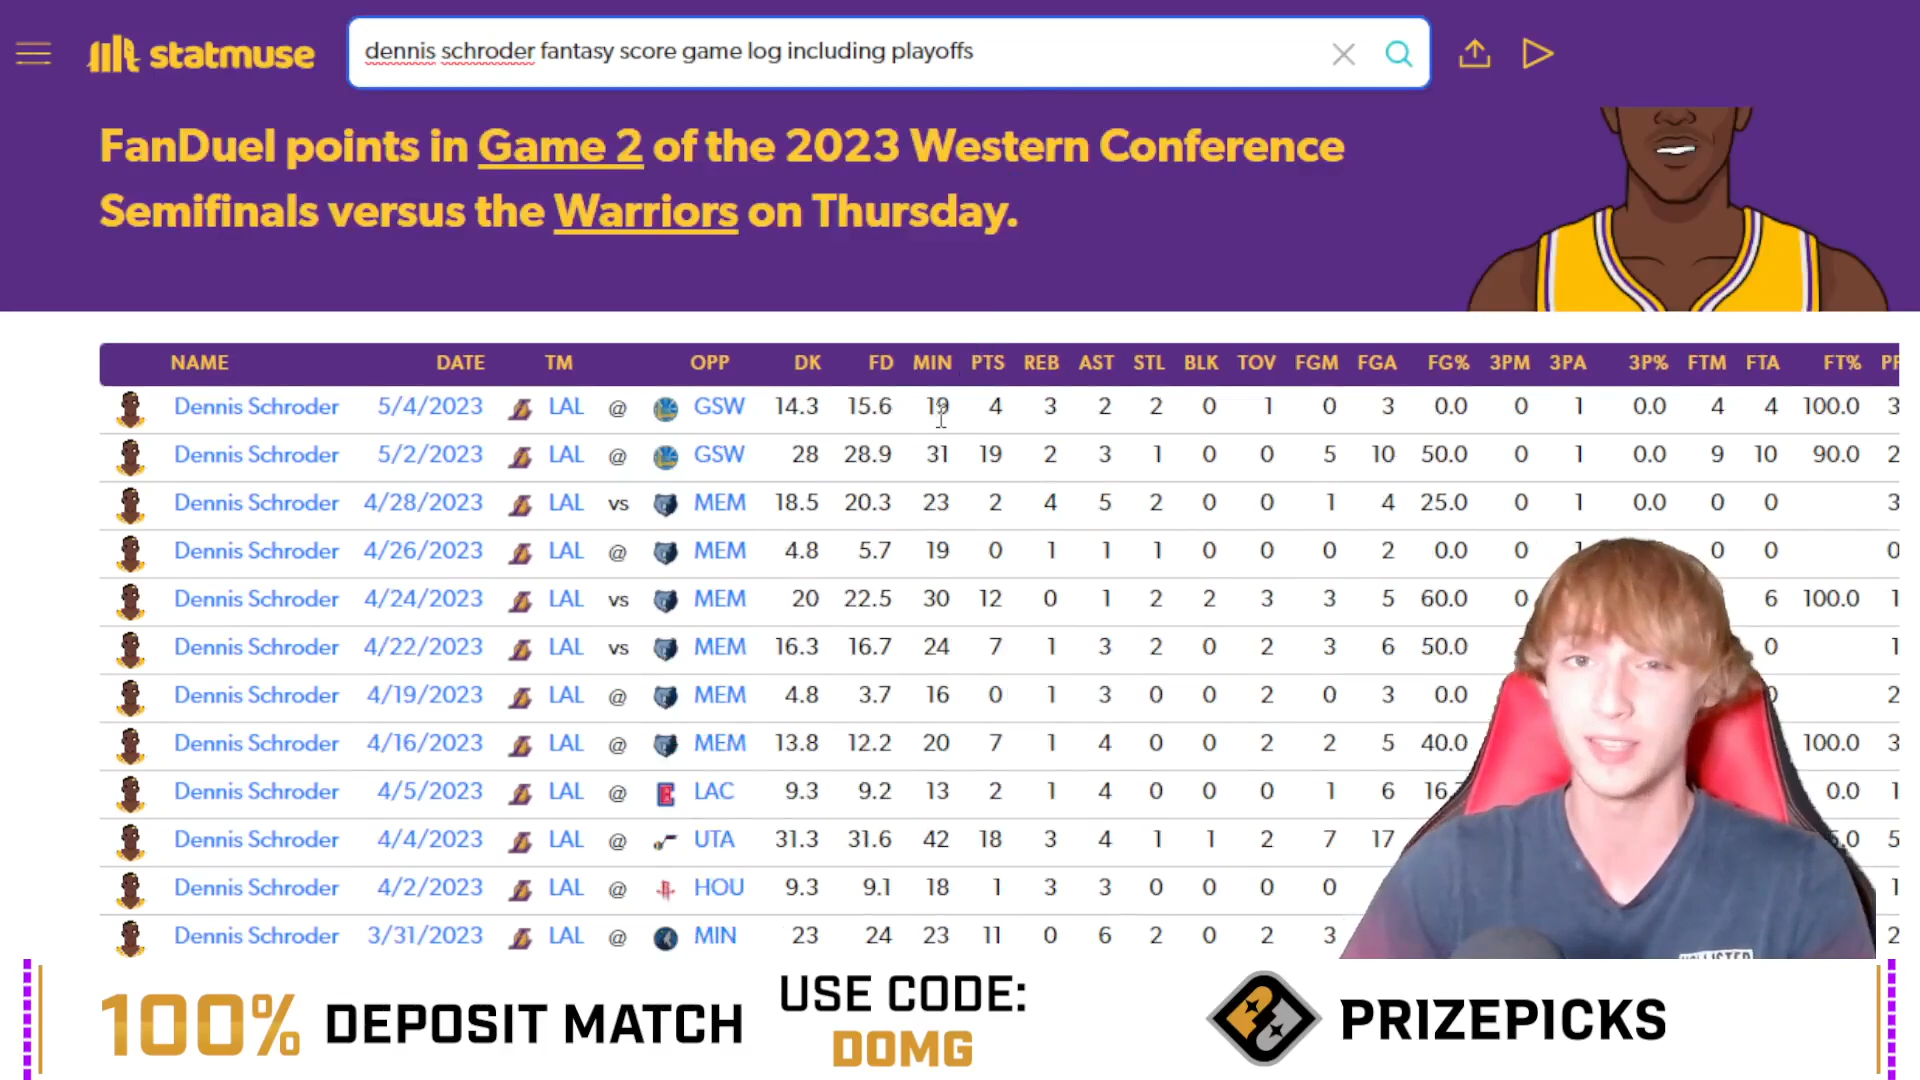 statmuse
dennis schroder fantasy score game log including playoffs
FanDuel points in Game 2 of the 2023 Western Conference
Semifinals versus the Warriors on Thursday.
NAME DATE TM OPP DK FD MIN PTS REB AST STL BLK TOV FGM FGA FG% 3PM 3PA 3P% FTM FTA FT%
Dennis Schroder 5/4/2023 LAL @ GSW 14.3 15.6 19 4 3 2 2 0 1 0 3 0.0 0 1 0.0 4 4 100.0 3
Dennis Schroder 5/2/2023 LAL @ GSW 28 28.9 31 19 2 3 1 0 0 5 10 50.0 0 1 0.0 9 10 90.0 2
Dennis Schroder 4/28/2023 LAL vs MEM 18.5 20.3 23 2 4 5 2 0 0 1 4 25.0 0 1 0.0 0 0 3
Dennis Schroder 4/26/2023 LAL @ MEM 4.8 5.7 19 0 1 1 1 0 0 0 2 0.0 0 1 0 0 0
Dennis Schroder 4/24/2023 LAL vs MEM 20 22.5 30 12 0 1 2 2 3 3 5 60.0 0 6 100.0 1
Dennis Schroder 4/22/2023 LAL vs MEM 16.3 16.7 24 7 1 3 2 0 2 3 6 50.0 0 1
Dennis Schroder 4/19/2023 LAL @ MEM 4.8 3.7 16 0 1 3 0 0 2 0 3 0.0 2
Dennis Schroder 4/16/2023 LAL @ MEM 13.8 12.2 20 7 1 4 0 0 2 2 5 40.0 100.0 3
Dennis Schroder 4/5/2023 LAL @ LAC 9.3 9.2 13 2 1 4 0 0 0 1 6 0.0 1
Dennis Schroder 4/4/2023 LAL @ UTA 31.3 31.6 42 18 3 4 1 1 2 7 17 5
Dennis Schroder 4/2/2023 LAL @ HOU 9.3 9.1 18 1 3 3 0 0 0 0 1
Dennis Schroder 3/31/2023 LAL @ MIN 23 24 23 11 0 6 2 0 2 3 2
100% DEPOSIT MATCH
USE CODE:
DOMG
PRIZEPICKS